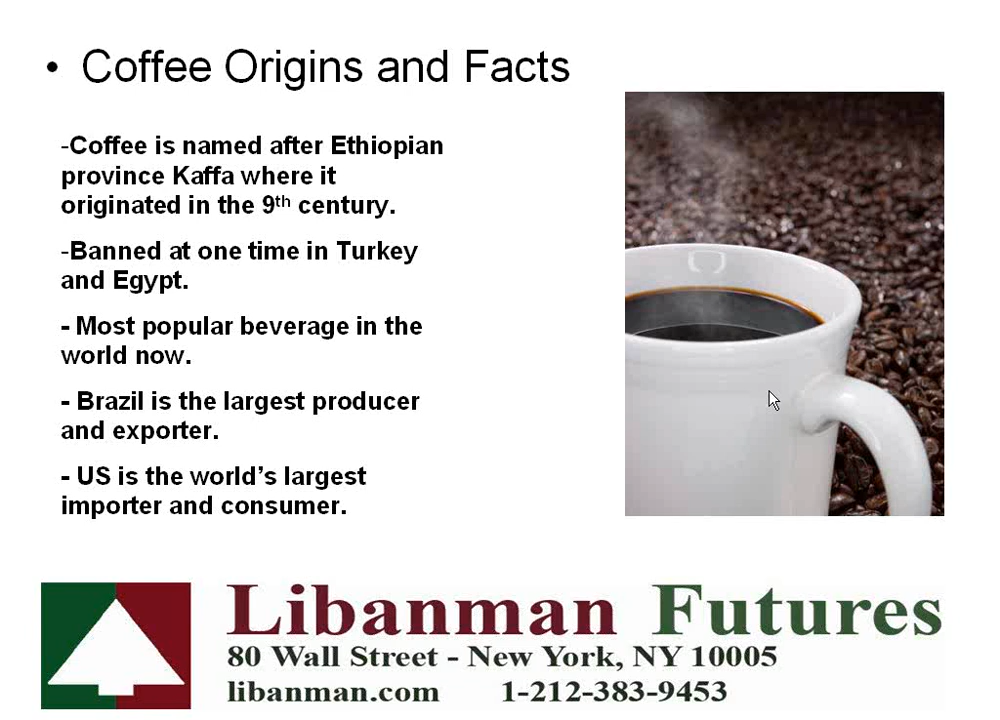 • Coffee Origins and Facts
-Coffee is named after Ethiopian
province Kaffa where it
originated in the 9th century.
-Banned at one time in Turkey
and Egypt.
- Most popular beverage in the
world now.
- Brazil is the largest producer
and exporter.
- US is the world’s largest
importer and consumer.
Libanman Futures
80 Wall Street - New York, NY 10005
libanman.com 1-212-383-9453